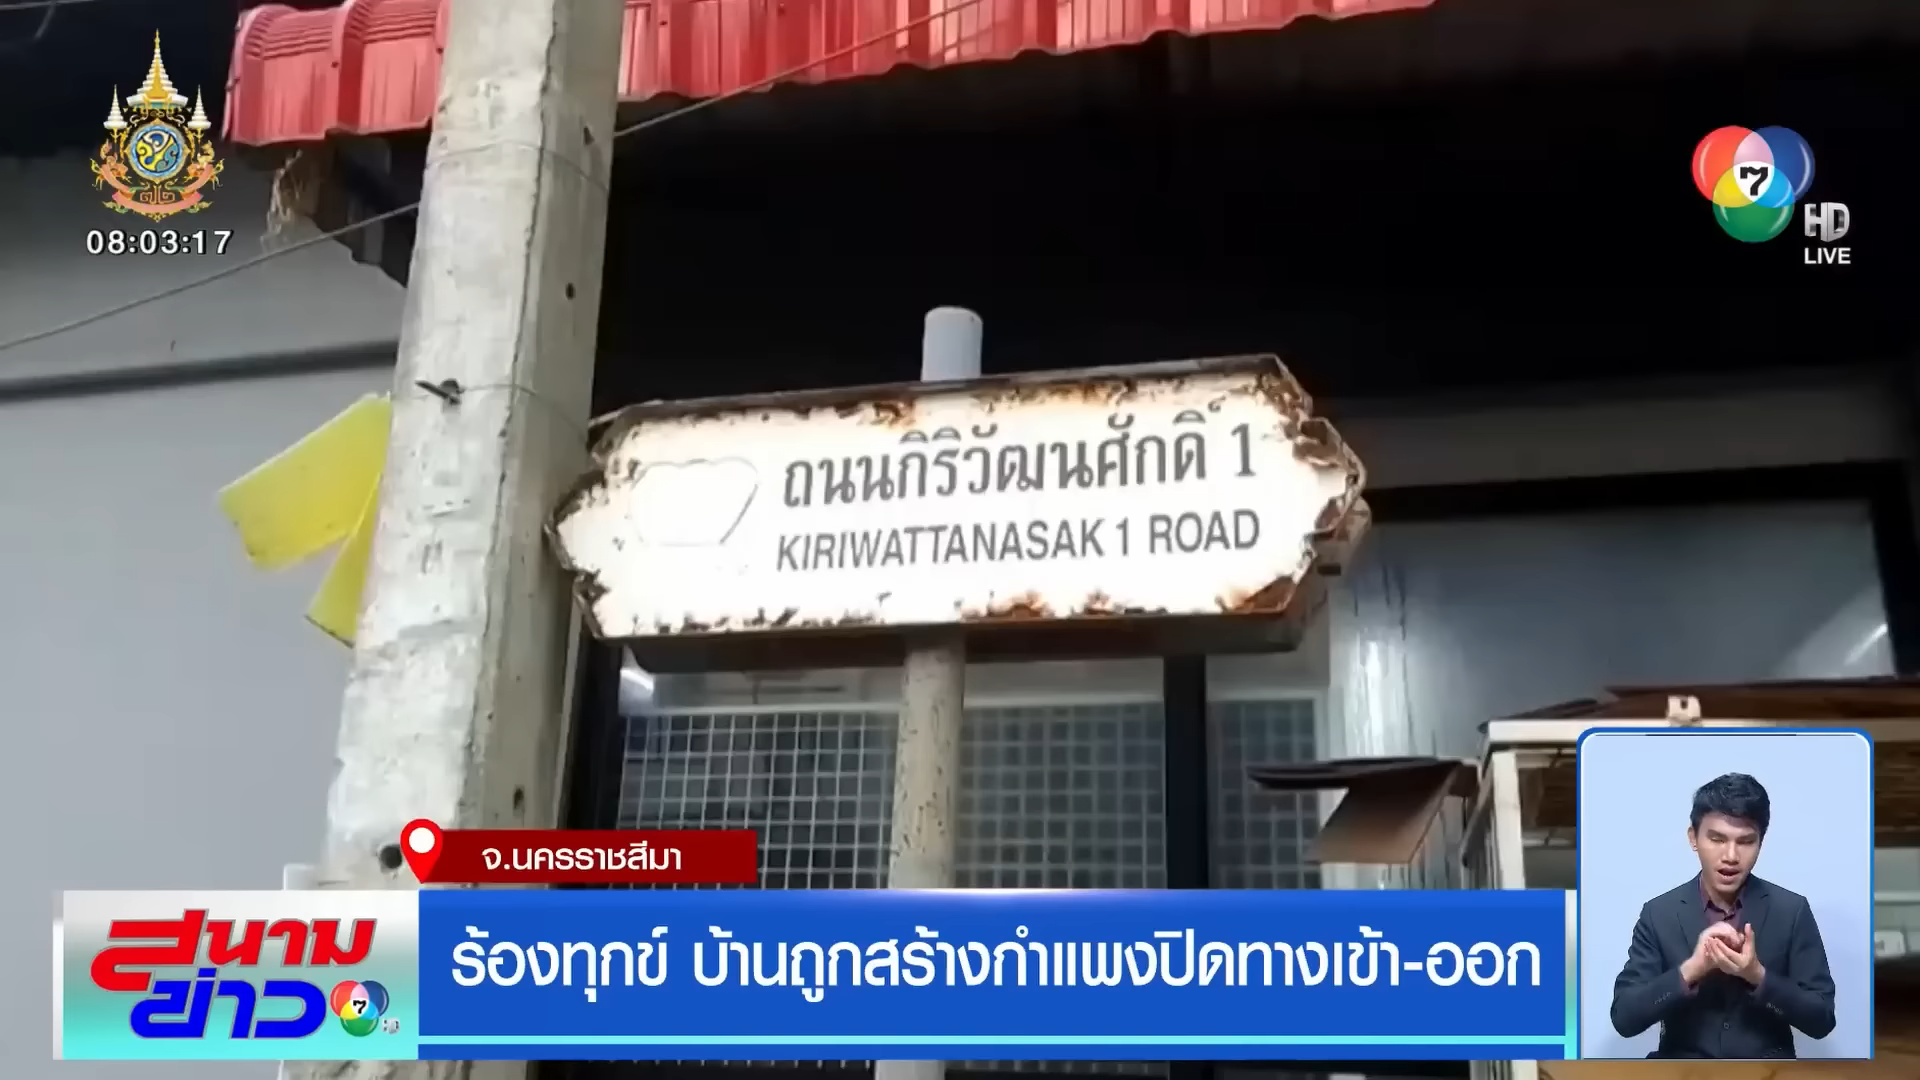 08:03:17
7
HD
LIVE
ถนนกิริวัฒนศักดิ์ 1
KIRIWATTANASAK 1 ROAD
จ.นครราชสีมา
สนาม
ข่าว 7
ร้องทุกข์ บ้านถูกสร้างกำแพงปิดทางเข้า-ออก